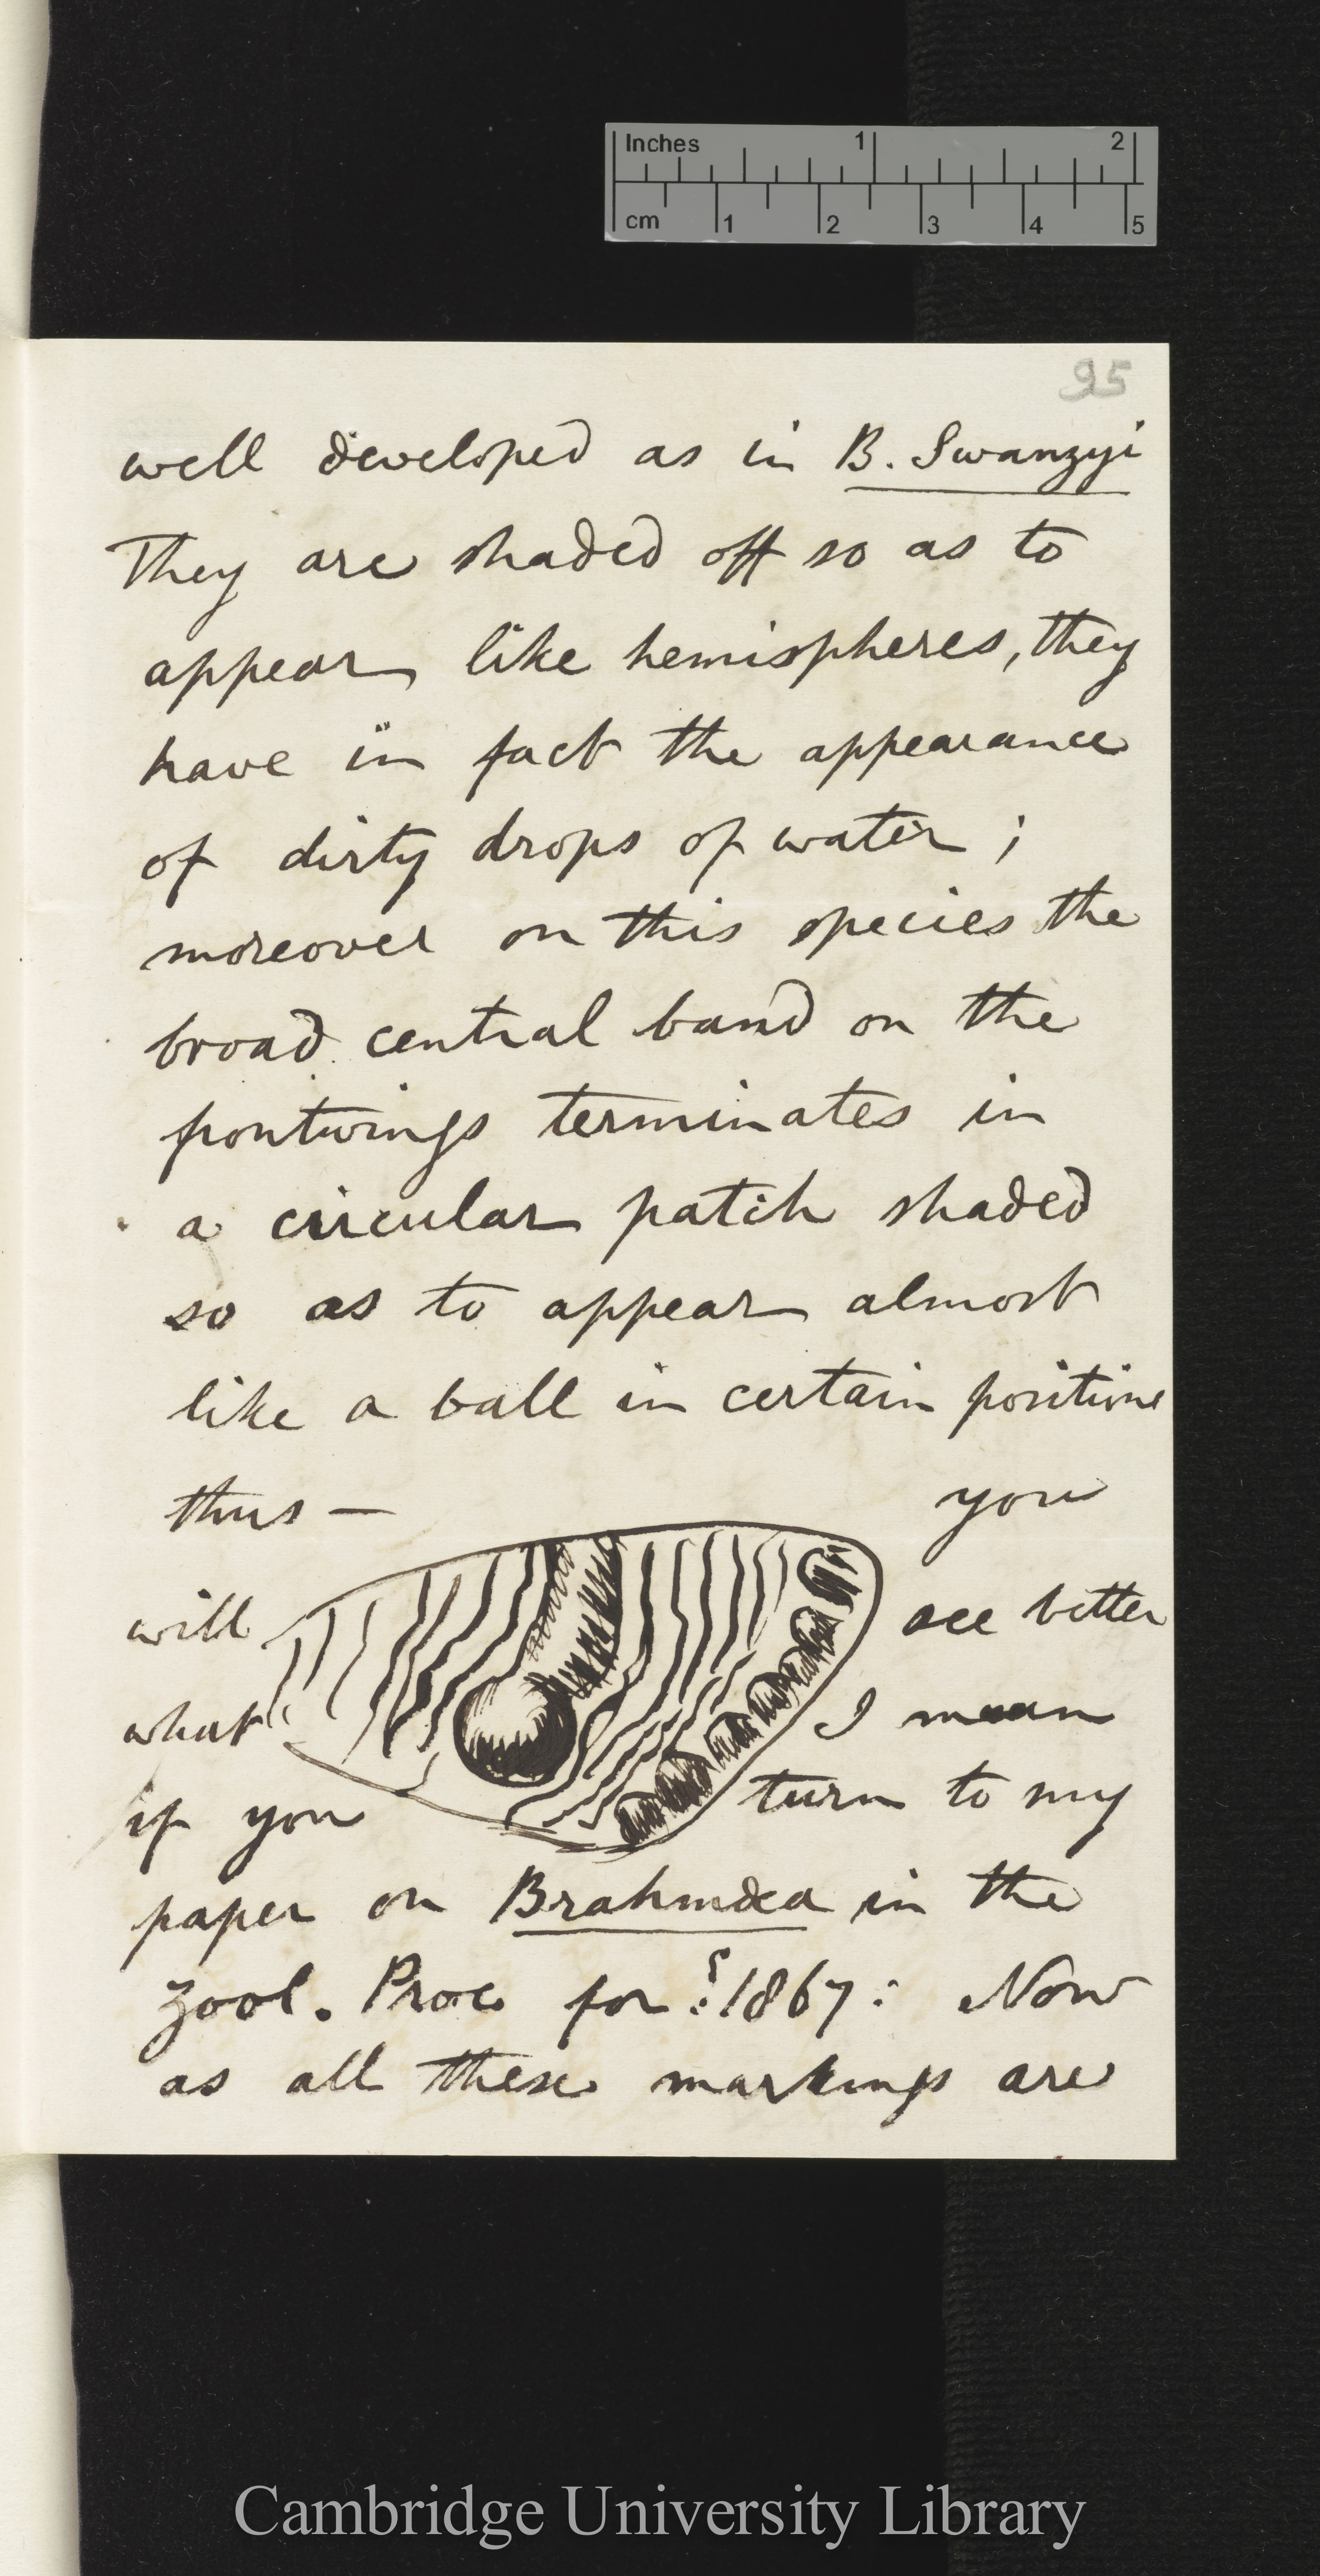 Inches 1 2
cm 1 2 3 4 5
95
well developed as in B. Swanzyi
They are shaded off so as to
appear like hemispheres, they
have in fact the appearance
of dirty drops of water ;
moreover on this species the
broad central band on the
frontwings terminates in
a circular patch shaded
so as to appear almost
like a ball in certain positions
thus — you
will see better
what I mean
if you turn to my
paper on Brahmæa in the
Zool. Proc for 1867: Now
as all these markings are
Cambridge University Library